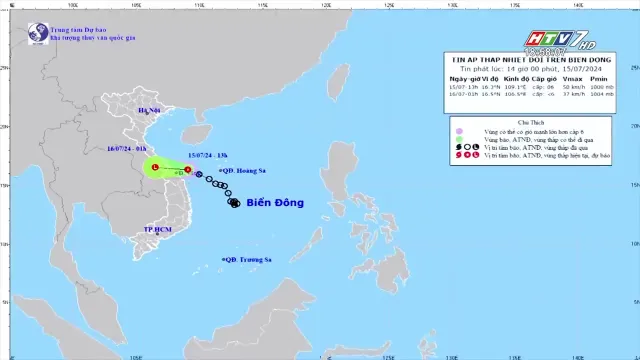 Trung tâm Dự báo
khí tượng thủy văn quốc gia
HTV7 HD
18:58:07
TIN ÁP THẤP NHIỆT ĐỚI TRÊN BIỂN ĐÔNG
Tin phát lúc: 14 giờ 00 phút, 15/07/2024
Ngày-giờ Vĩ độ Kinh độ Cấp gió Vmax Pmin
15/07-13h 16.3°N 109.1°E cấp: 06 50 km/h 1000 mb
16/07-01h 16.5°N 106.5°E cấp: <6 37 km/h 1004 mb
Chú Thích
Vùng có thể có gió mạnh lớn hơn cấp 6
Vùng bão, ATNĐ, vùng thấp có thể đi qua
Vị trí tâm bão, ATNĐ, vùng thấp đã qua
Vị trí tâm bão, ATNĐ, vùng thấp hiện tại, dự báo
Hà Nội
16/07/24 - 01h
15/07/24 - 13h
QĐ. Hoàng Sa
Biển Đông
TP.HCM
QĐ. Trường Sa
25N
20N
15N
10N
5N
105E
110E
115E
120E
125E
130E
135E
140E